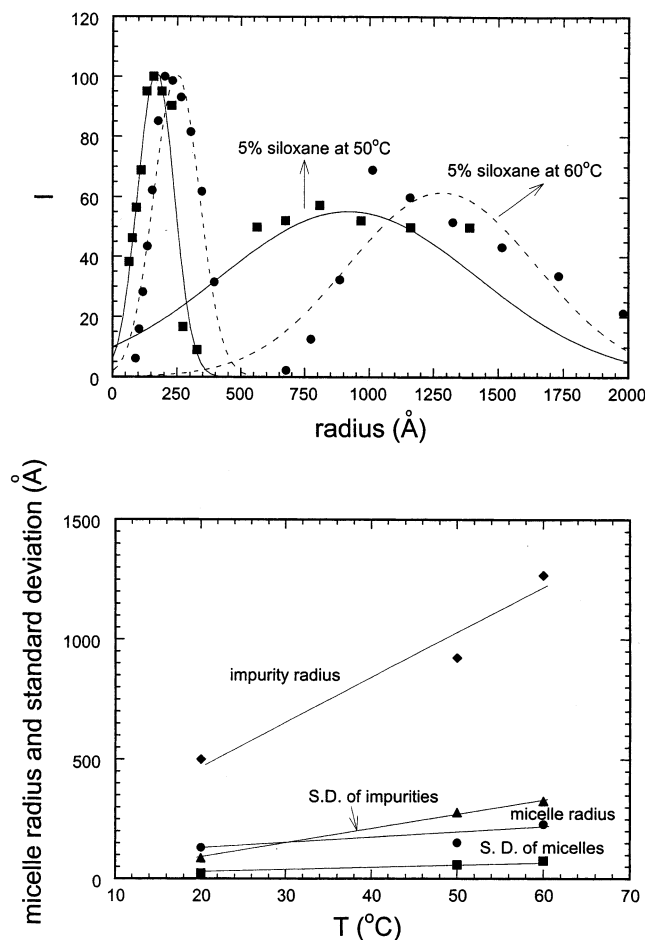 120
100
80
60
40
20
0
I
5% siloxane at 50°C
5% siloxane at 60°C
0 250 500 750 1000 1250 1500 1750 2000
radius (Å)
micelle radius and standard deviation (Å)
1500
1000
500
0
impurity radius
S.D. of impurities
micelle radius
S. D. of micelles
10 20 30 40 50 60 70
T (°C)